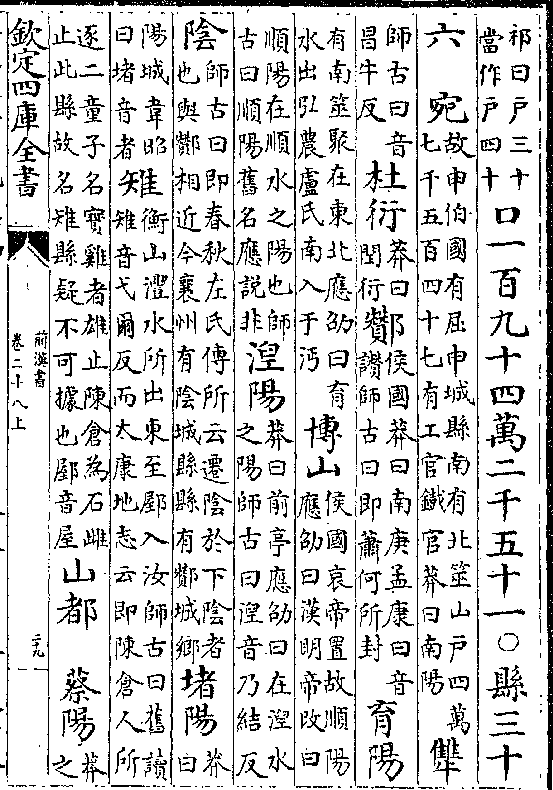 祁曰戶三十當作戶四十口一百九十四萬二千五十一○縣三十
六 宛故申伯國有屈申城縣南有北筮山戶四萬七千五百四十七有工官鐵官莽曰南陽犨
師古曰音昌牛反杜衍莽曰閏衍酇侯國莽曰南庚孟康曰音讚師古曰即蕭何所封育陽
有南筮聚在東北應劭曰育水出弘農盧氏南入于沔博山侯國哀帝置故順陽應劭曰漢明帝改曰
順陽在順水之陽也師古曰順陽舊名應説非涅陽莽曰前亭應劭曰在涅水之陽師古曰涅音乃結反
陰師古曰即春秋左氏傳所云遷陰於下陰者也與酇相近今襄州有陰城縣縣有酇城鄉堵陽莽曰
陽城韋昭曰堵音者雉衡山澧水所出東至郾入汝師古曰舊讀雉音弋爾反而太康地志云即陳倉人所
逐二童子名寶雞者雄止陳倉為石雌止此縣故名雉縣疑不可據也郾音屋山都 蔡陽莽之
欽定四庫全書
前漢書
卷二十八上
二九